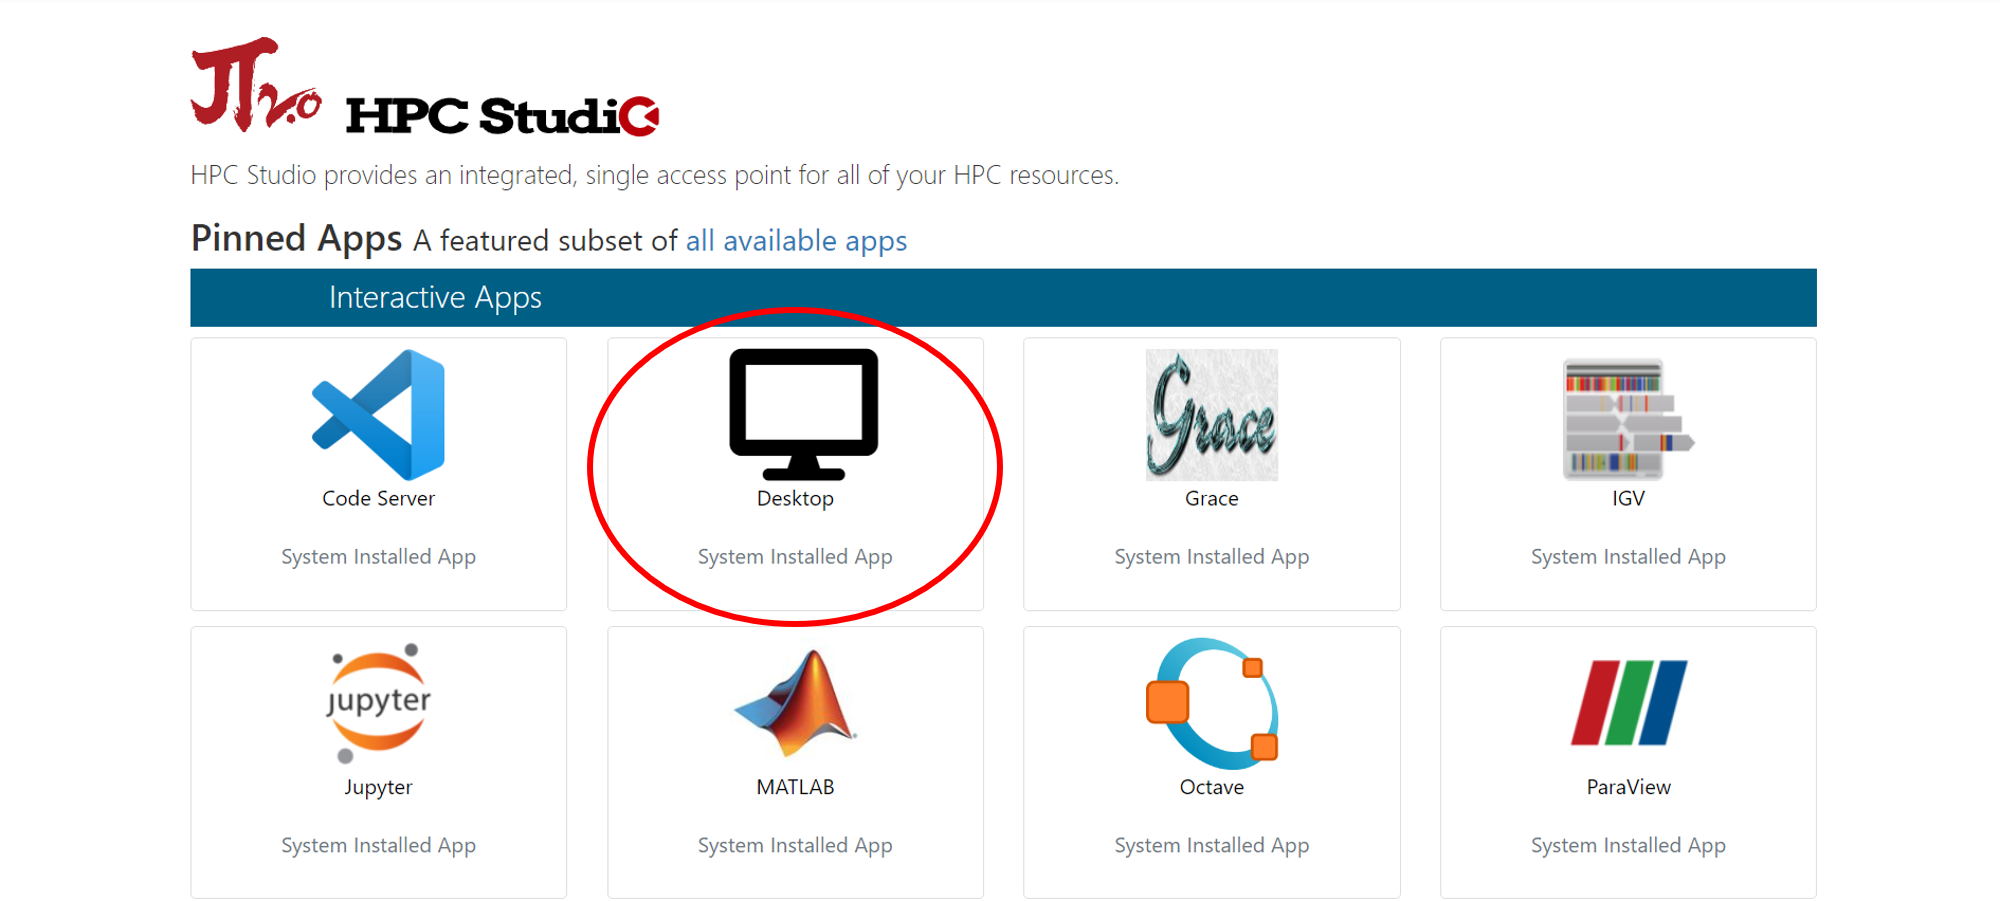 π2.0 HPC Studio
HPC Studio provides an integrated, single access point for all of your HPC resources.
Pinned Apps A featured subset of all available apps
Interactive Apps
Code Server
System Installed App
Desktop
System Installed App
Grace
Grace
System Installed App
IGV
System Installed App
jupyter
Jupyter
System Installed App
MATLAB
System Installed App
Octave
System Installed App
ParaView
System Installed App